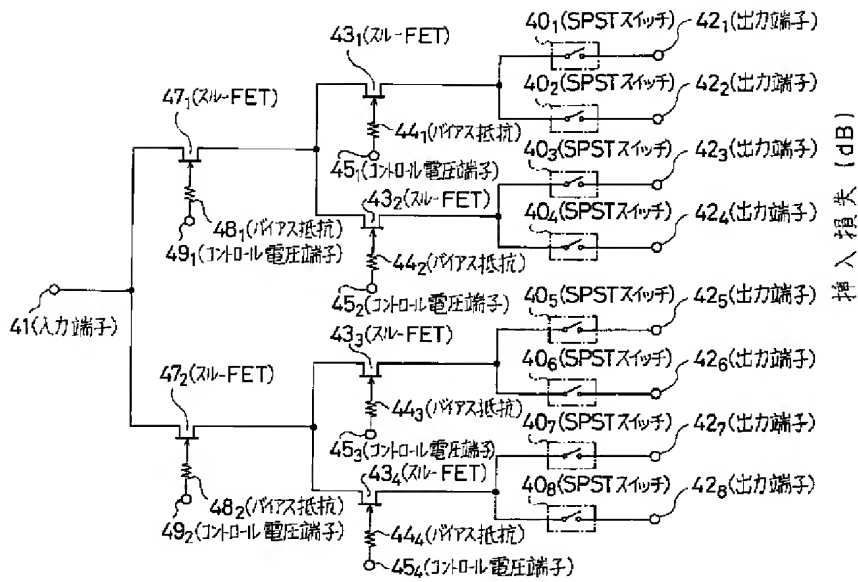 40₁(SPSTスイッチ) 42₁(出力端子)
43₁(スルーFET)
40₂(SPSTスイッチ) 42₂(出力端子)
47₁(スルーFET)
44₁(バイアス抵抗)
40₃(SPSTスイッチ) 42₃(出力端子)
45₁(コントロール電圧端子)
43₂(スルーFET)
40₄(SPSTスイッチ) 42₄(出力端子)
48₁(バイアス抵抗)
49₁(コントロール電圧端子)
44₂(バイアス抵抗)
40₅(SPSTスイッチ) 42₅(出力端子)
45₂(コントロール電圧端子)
41(入力端子)
43₃(スルーFET)
40₆(SPSTスイッチ) 42₆(出力端子)
47₂(スルーFET)
44₃(バイアス抵抗)
40₇(SPSTスイッチ) 42₇(出力端子)
45₃(コントロール電圧端子)
43₄(スルーFET)
40₈(SPSTスイッチ) 42₈(出力端子)
48₂(バイアス抵抗)
49₂(コントロール電圧端子)
44₄(バイアス抵抗)
45₄(コントロール電圧端子)
挿入損失 (dB)